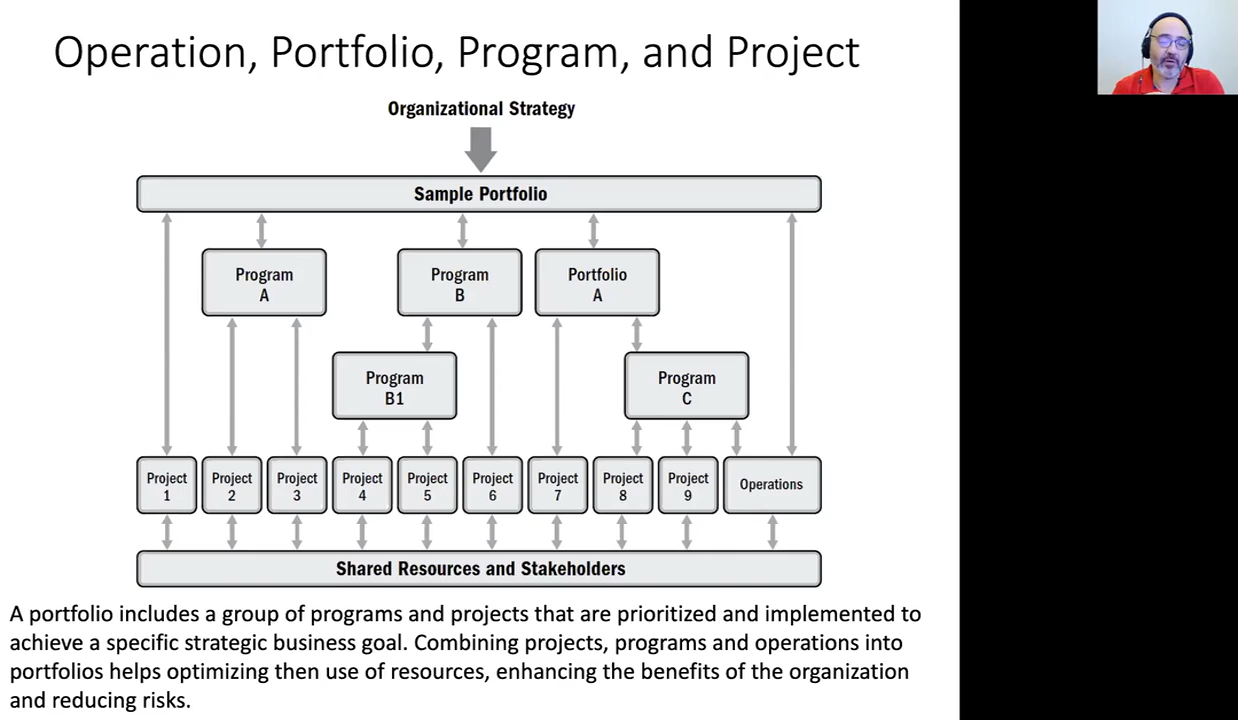 Operation, Portfolio, Program, and Project
Organizational Strategy
Sample Portfolio
Program
A
Program
B
Portfolio
A
Program
B1
Program
C
Project
1
Project
2
Project
3
Project
4
Project
5
Project
6
Project
7
Project
8
Project
9
Operations
Shared Resources and Stakeholders
A portfolio includes a group of programs and projects that are prioritized and implemented to
achieve a specific strategic business goal. Combining projects, programs and operations into
portfolios helps optimizing then use of resources, enhancing the benefits of the organization
and reducing risks.